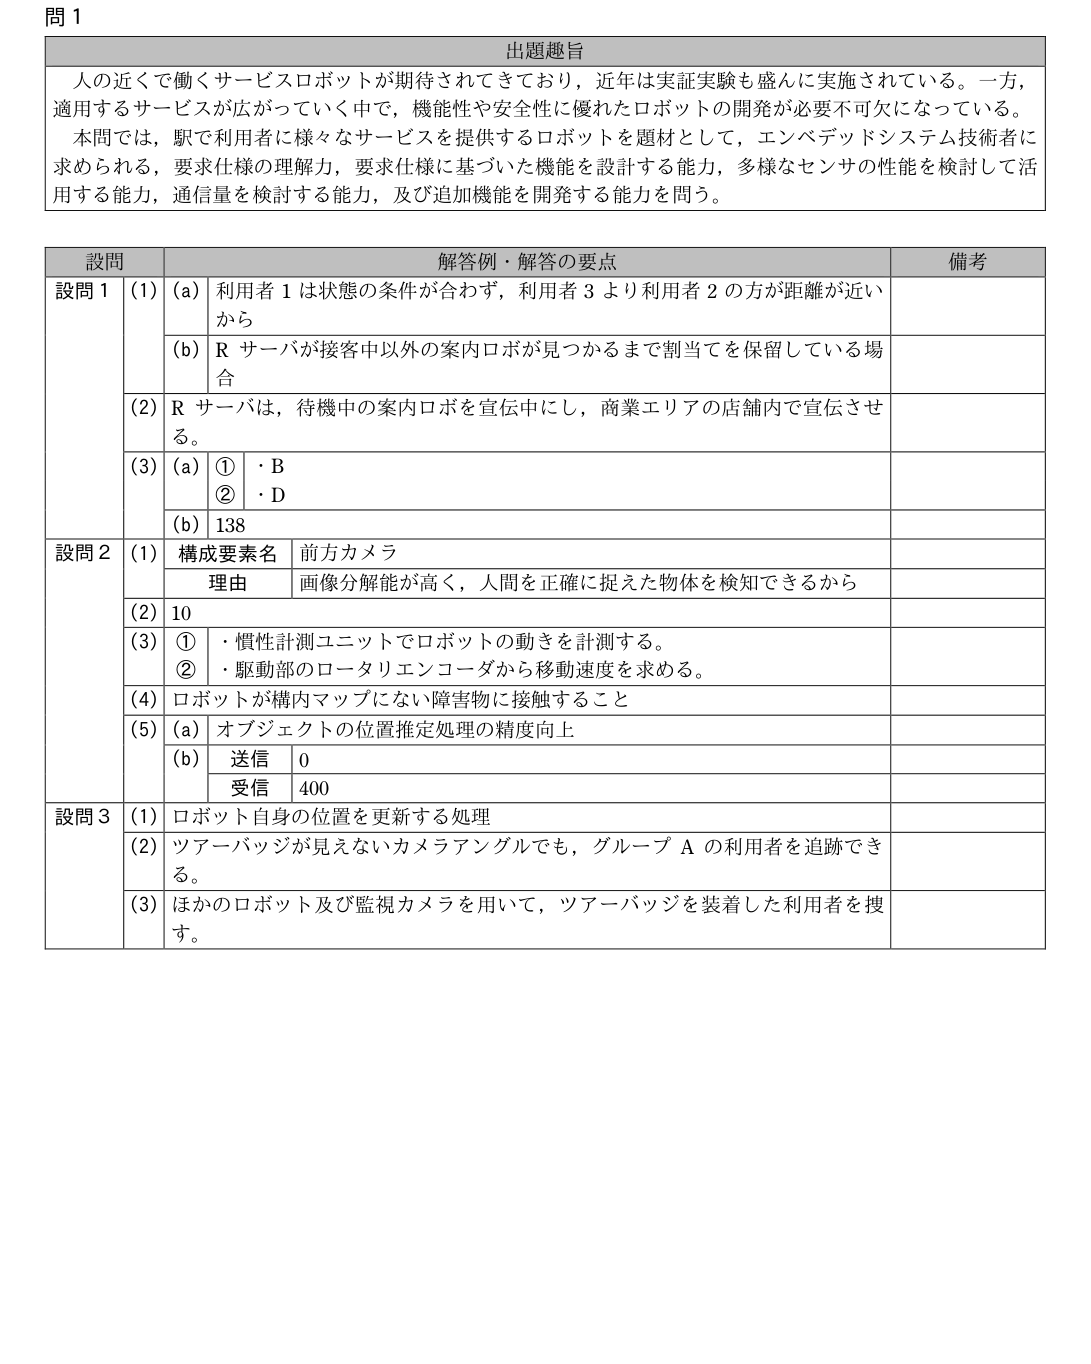 問1
出題趣旨
人の近くで働くサービスロボットが期待されてきており，近年は実証実験も盛んに実施されている。一方，
適用するサービスが広がっていく中で，機能性や安全性に優れたロボットの開発が必要不可欠になっている。
本問では，駅で利用者に様々なサービスを提供するロボットを題材として，エンベデッドシステム技術者に
求められる，要求仕様の理解力，要求仕様に基づいた機能を設計する能力，多様なセンサの性能を検討して活
用する能力，通信量を検討する能力，及び追加機能を開発する能力を問う。
設問 解答例・解答の要点 備考
設問1 (1) (a) 利用者1は状態の条件が合わず，利用者3より利用者2の方が距離が近い
から
(b) R サーバが接客中以外の案内ロボが見つかるまで割当てを保留している場
合
(2) R サーバは，待機中の案内ロボを宣伝中にし，商業エリアの店舗内で宣伝させ
る。
(3) (a) ① ・B
② ・D
(b) 138
設問2 (1) 構成要素名 前方カメラ
理由 画像分解能が高く，人間を正確に捉えた物体を検知できるから
(2) 10
(3) ① ・慣性計測ユニットでロボットの動きを計測する。
② ・駆動部のロータリエンコーダから移動速度を求める。
(4) ロボットが構内マップにない障害物に接触すること
(5) (a) オブジェクトの位置推定処理の精度向上
(b) 送信 0
受信 400
設問3 (1) ロボット自身の位置を更新する処理
(2) ツアーバッジが見えないカメラアングルでも，グループ A の利用者を追跡でき
る。
(3) ほかのロボット及び監視カメラを用いて，ツアーバッジを装着した利用者を捜
す。